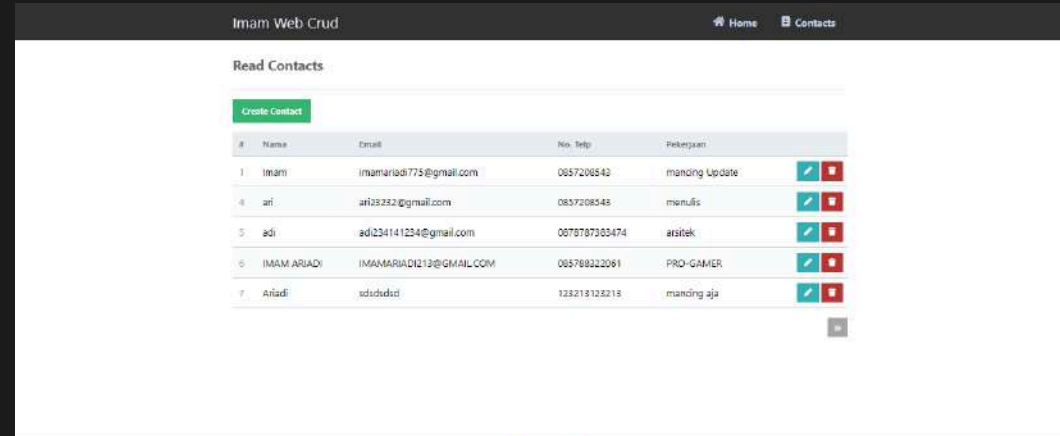 Imam Web Crud Home Contacts
Read Contacts
Create Contact
# Nama Email No. Telp Pekerjaan
imam imamariadi775@gmail.com 0857208543 mancing Update
4 ari ari23232@gmail.com 0857208543 menulis
5 adi adi234141234@gmail.com 0878787383474 arsitek
6 IMAM ARIADI IMAMARIADI213@GMAIL.COM 085788322061 PRO-GAMER
7 Ariadi sdsdsdsd 123213123213 mancing aja
»